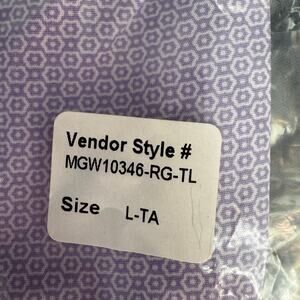 Vendor Style #
MGW10346-RG-TL
Size L-TA